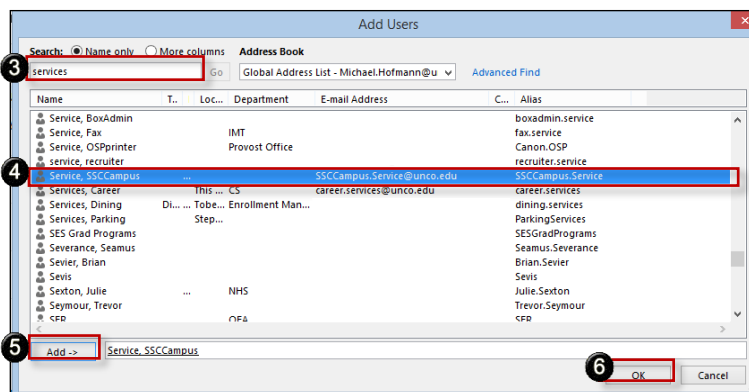 Add Users
Search: Name only More columns Address Book
3 services Go Global Address List - Michael.Hofmann@u Advanced Find
Name T.. Loc... Department E-mail Address C... Alias
Service, BoxAdmin boxadmin.service
Service, Fax IMT fax.service
Service, OSPprinter Provost Office Canon.OSP
service, recruiter recruiter.service
4 Service, SSCCampus ... SSCCampus.Service@unco.edu SSCCampus.Service
Services, Career This ... CS career.services@unco.edu career.services
Services, Dining Di... ... Tobe... Enrollment Man... dining.services
Services, Parking Step... ParkingServices
SES Grad Programs SESGradPrograms
Severance, Seamus Seamus.Severance
Sevier, Brian Brian.Sevier
Sevis Sevis
Sexton, Julie ... NHS Julie.Sexton
Seymour, Trevor Trevor.Seymour
SFR OFA SFR
5 Add -> Service, SSCCampus
6 OK Cancel